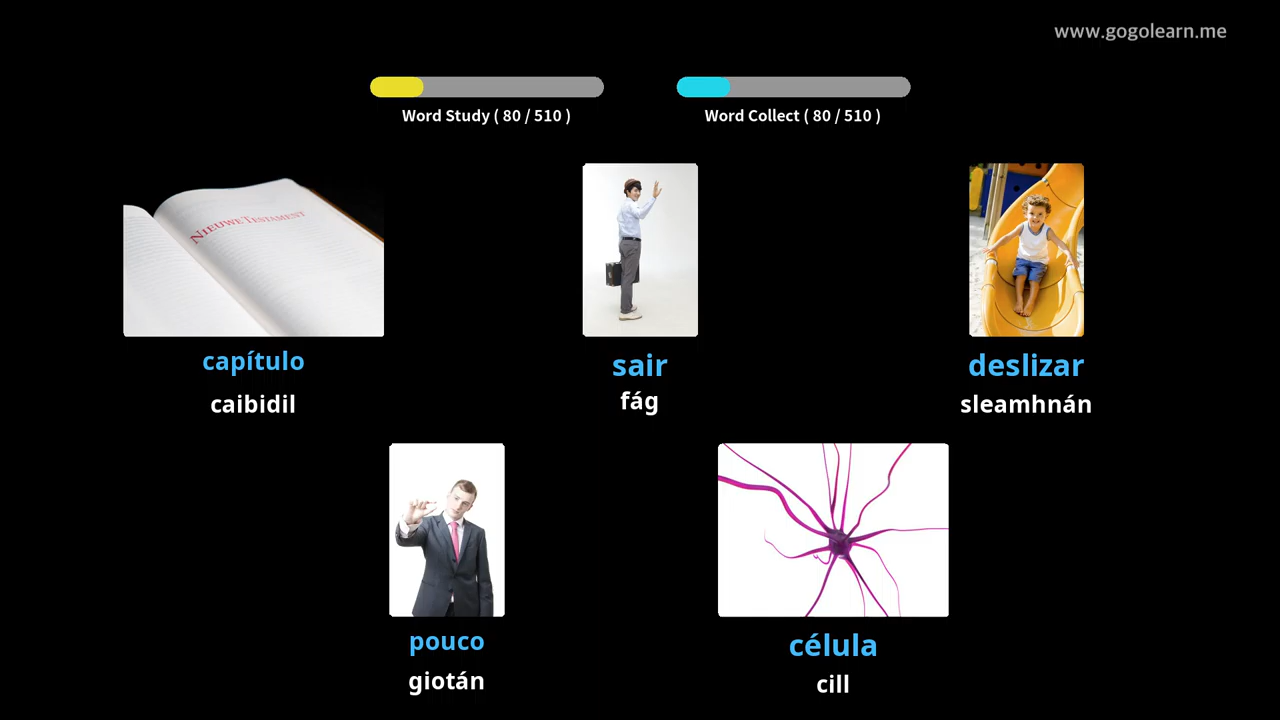 www.gogolearn.me
Word Study ( 80 / 510 )
Word Collect ( 80 / 510 )
NIEUWE TESTAMENT
capítulo
caibidil
sair
fág
deslizar
sleamhnán
pouco
giotán
célula
cill